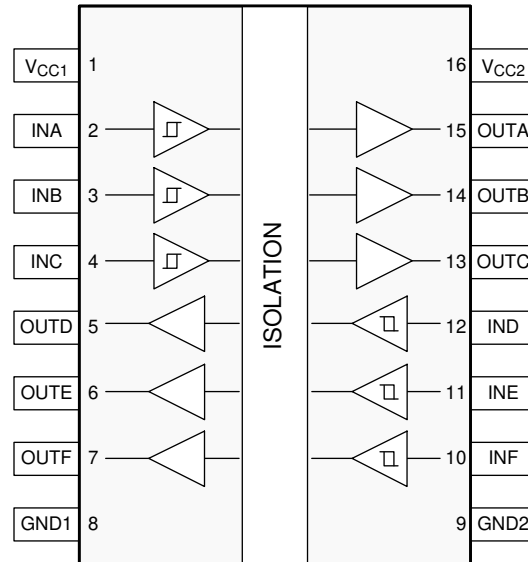 VCC1 1 16 VCC2
INA 2 15 OUTA
INB 3 14 OUTB
INC 4 13 OUTC
ISOLATION
OUTD 5 12 IND
OUTE 6 11 INE
OUTF 7 10 INF
GND1 8 9 GND2